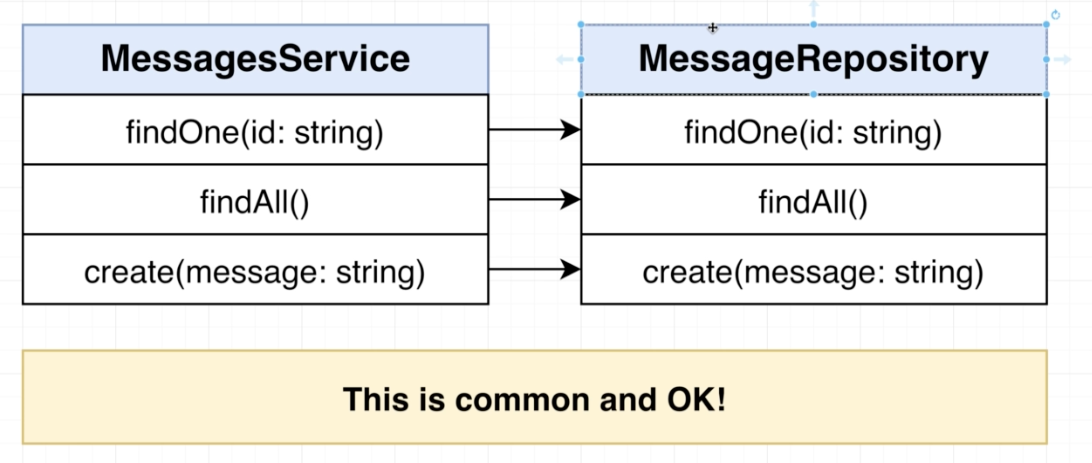 MessagesService
MessageRepository
findOne(id: string)
findOne(id: string)
findAll()
findAll()
create(message: string)
create(message: string)
This is common and OK!